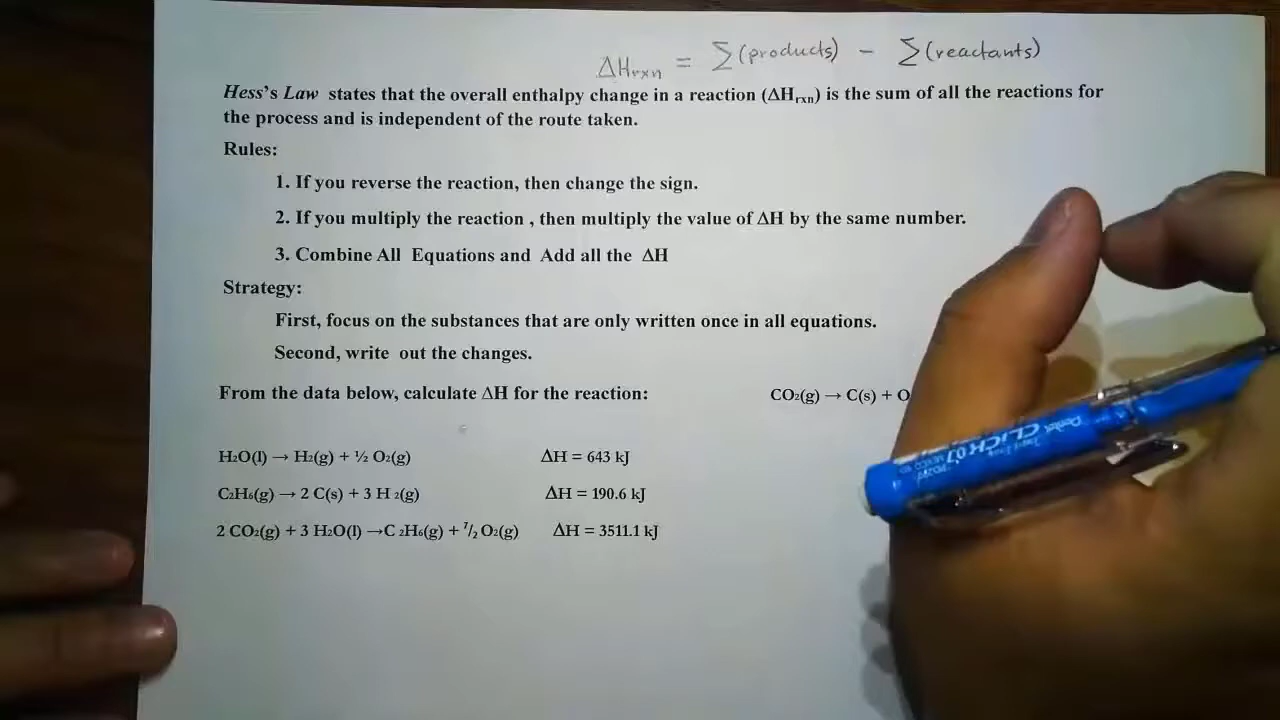 ΔHrxn = ∑(products) - ∑(reactants)
Hess's Law states that the overall enthalpy change in a reaction (ΔHrxn) is the sum of all the reactions for
the process and is independent of the route taken.
Rules:
1. If you reverse the reaction, then change the sign.
2. If you multiply the reaction , then multiply the value of ΔH by the same number.
3. Combine All Equations and Add all the ΔH
Strategy:
First, focus on the substances that are only written once in all equations.
Second, write out the changes.
From the data below, calculate ΔH for the reaction: CO₂(g) → C(s) + O
H₂O(l) → H₂(g) + ½ O₂(g) ΔH = 643 kJ
C₂H₆(g) → 2 C(s) + 3 H ₂(g) ΔH = 190.6 kJ
2 CO₂(g) + 3 H₂O(l) →C ₂H₆(g) + ⁷/₂ O₂(g) ΔH = 3511.1 kJ
Pentel CLICK 0.7